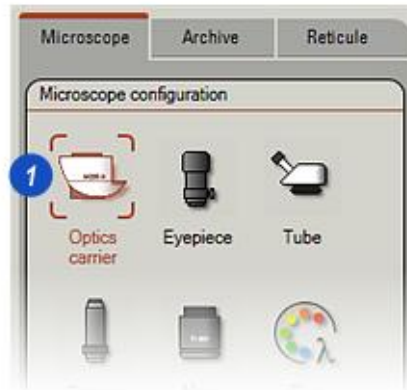 Microscope Archive Reticule
Microscope configuration
1
Optics Eyepiece Tube
carrier
λ